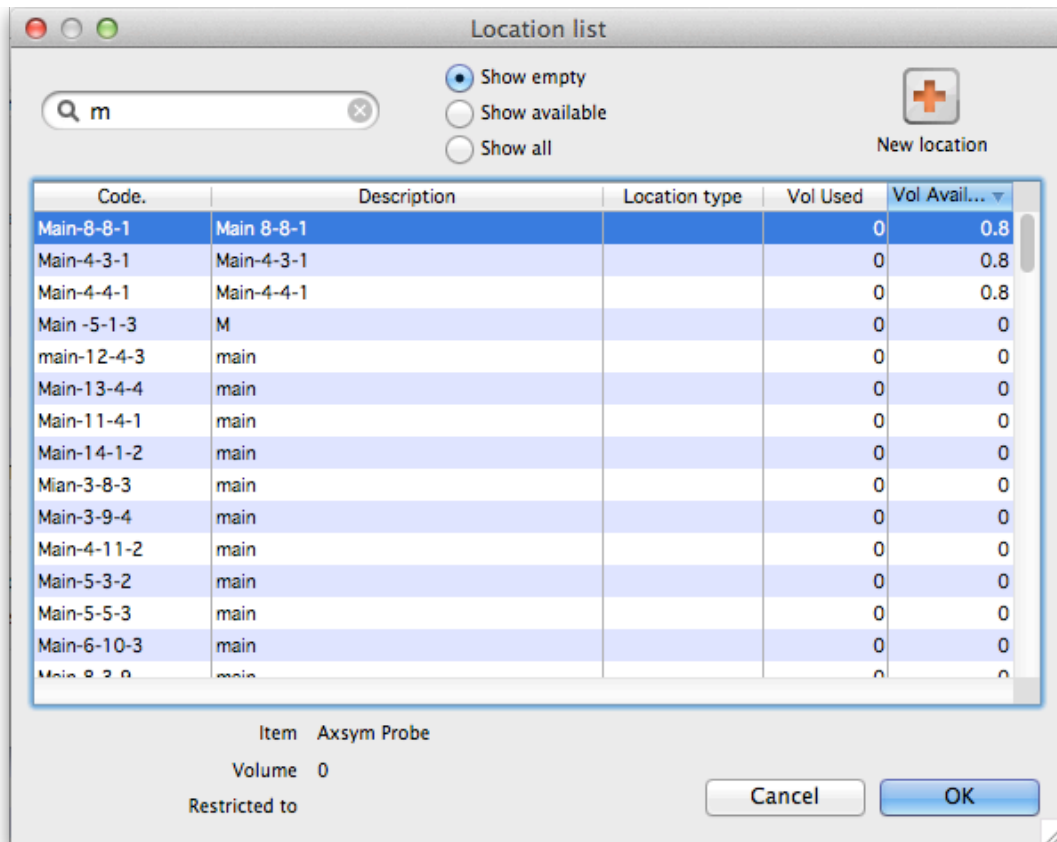 Location list
m
Show empty
Show available
Show all
New location
Code. Description Location type Vol Used Vol Avail...
Main-8-8-1 Main 8-8-1 0 0.8
Main-4-3-1 Main-4-3-1 0 0.8
Main-4-4-1 Main-4-4-1 0 0.8
Main -5-1-3 M 0 0
main-12-4-3 main 0 0
Main-13-4-4 main 0 0
Main-11-4-1 main 0 0
Main-14-1-2 main 0 0
Mian-3-8-3 main 0 0
Main-3-9-4 main 0 0
Main-4-11-2 main 0 0
Main-5-3-2 main 0 0
Main-5-5-3 main 0 0
Main-6-10-3 main 0 0
main 0 0
Item Axsym Probe
Volume 0
Restricted to
Cancel OK